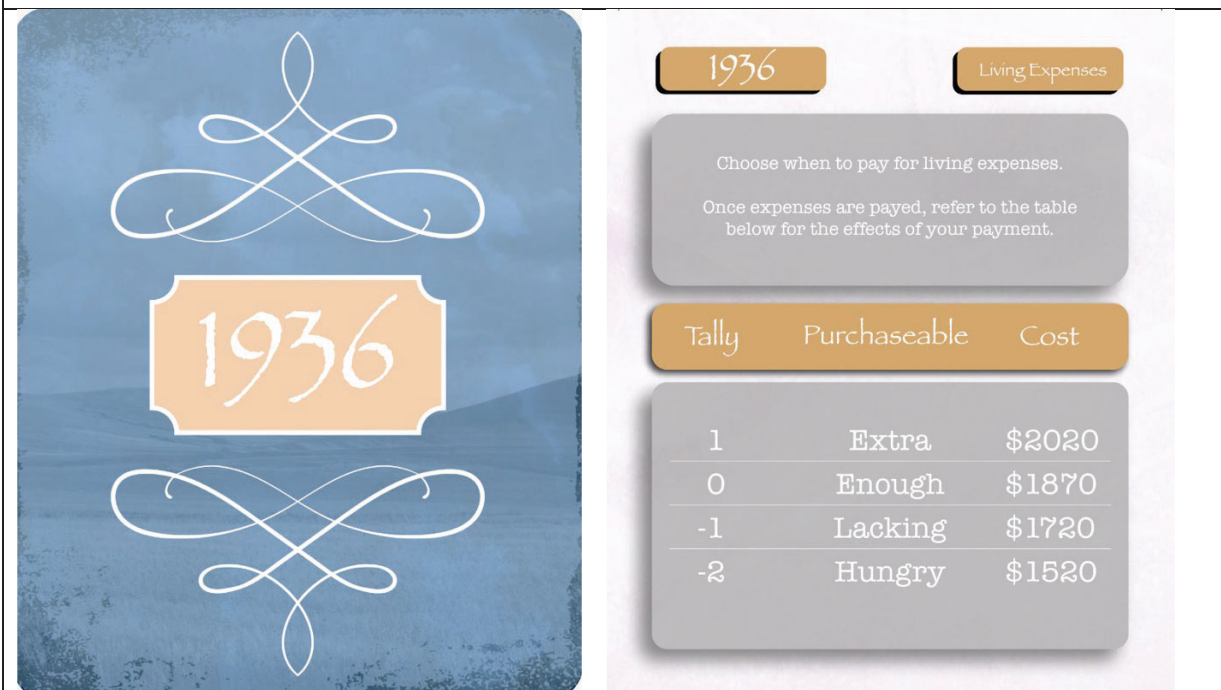 1936
1936
Living Expenses
Choose when to pay for living expenses.
Once expenses are payed, refer to the table
below for the effects of your payment.
Tally Purchaseable Cost
1 Extra $2020
0 Enough $1870
-1 Lacking $1720
-2 Hungry $1520